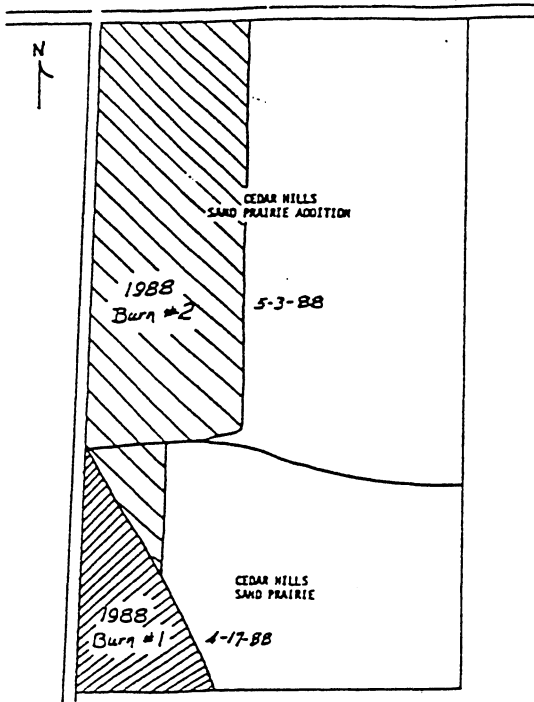 N
CEDAR HILLS
SAND PRAIRIE ADDITION
1988
Burn #2
5-3-88
CEDAR HILLS
SAND PRAIRIE
1988
Burn #1
4-17-88